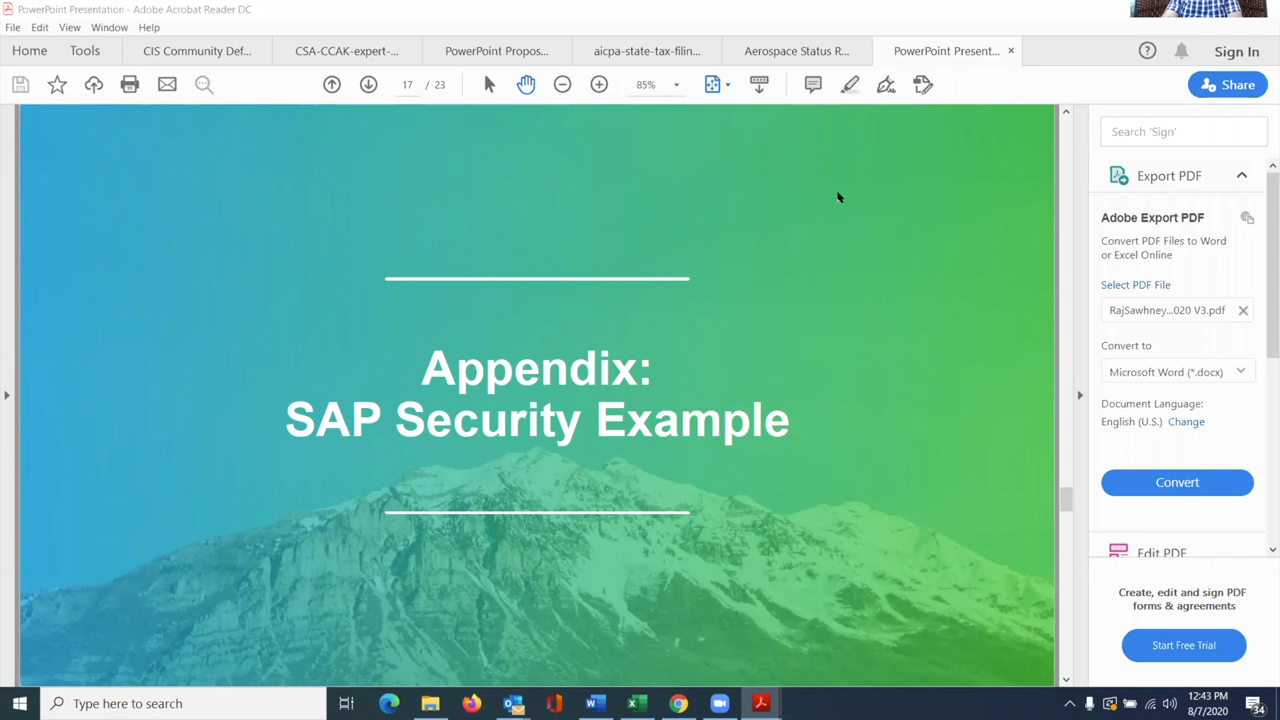 PowerPoint Presentation - Adobe Acrobat Reader DC
File Edit View Window Help
Home Tools CIS Community Def... CSA-CCAK-expert-... PowerPoint Propos... aicpa-state-tax-filin... Aerospace Status R... PowerPoint Present... × Sign In
17 / 23 85% Share
Search 'Sign'
Export PDF
Adobe Export PDF
Convert PDF Files to Word
or Excel Online
Select PDF File
RajSawhney...020 V3.pdf
Convert to
Microsoft Word (*.docx)
Document Language:
English (U.S.) Change
Convert
Edit PDF
Create, edit and sign PDF
forms & agreements
Start Free Trial
Appendix:
SAP Security Example
Type here to search
12:43 PM
8/7/2020
34